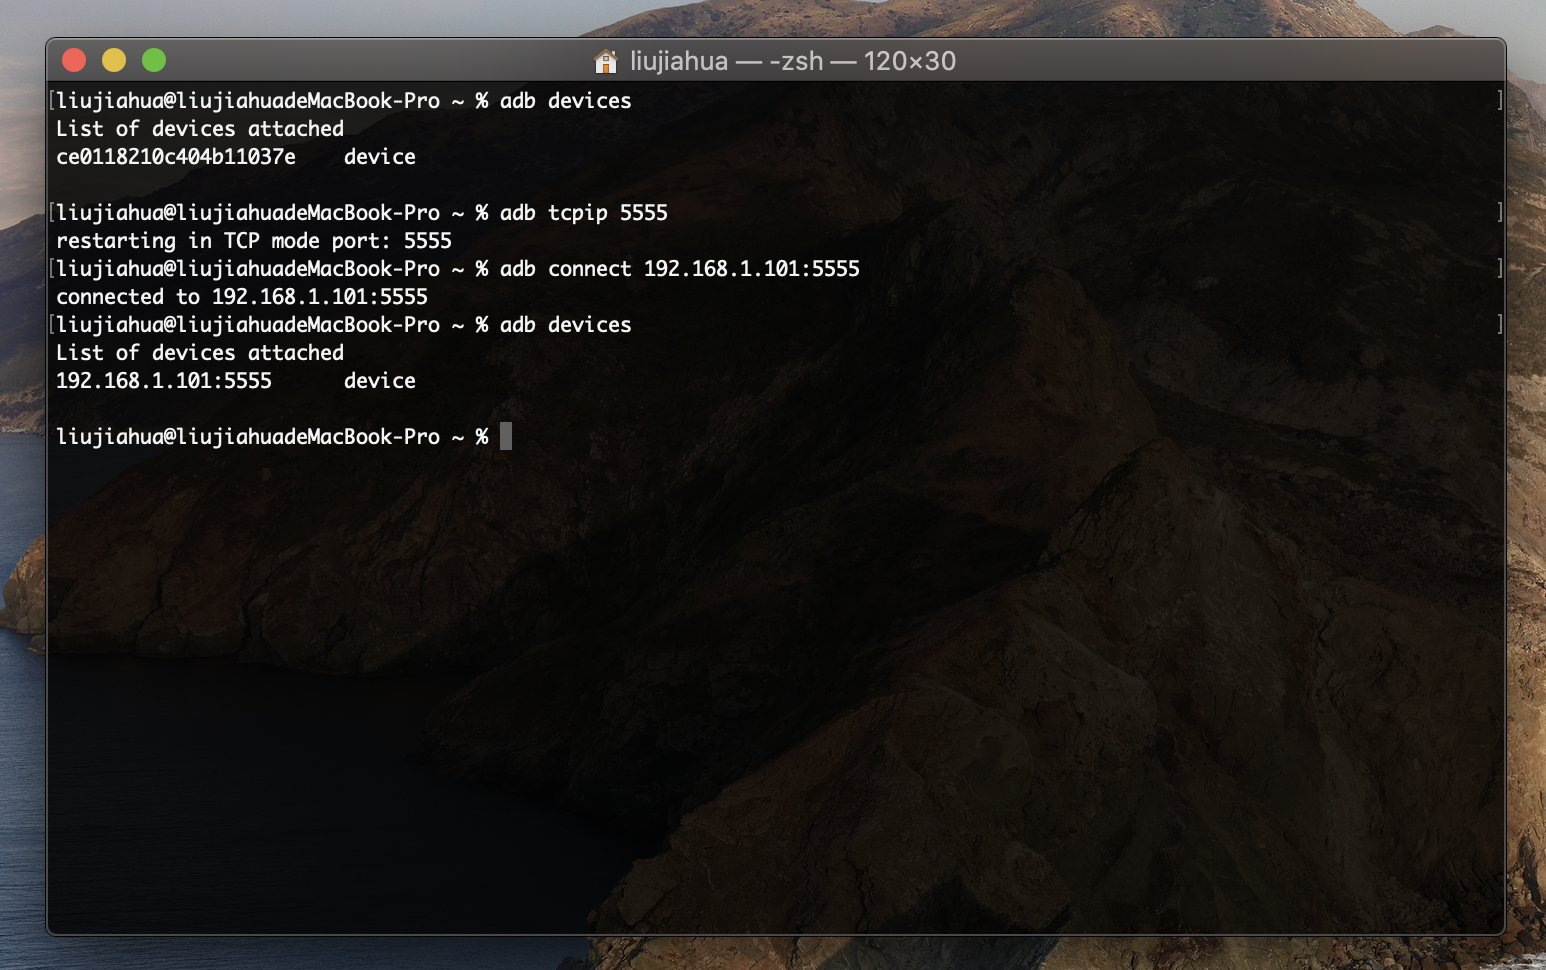 liujiahua — -zsh — 120×30
[liujiahua@liujiahuadeMacBook-Pro ~ % adb devices ]
List of devices attached
ce0118210c404b11037e    device
[liujiahua@liujiahuadeMacBook-Pro ~ % adb tcpip 5555 ]
restarting in TCP mode port: 5555
[liujiahua@liujiahuadeMacBook-Pro ~ % adb connect 192.168.1.101:5555 ]
connected to 192.168.1.101:5555
[liujiahua@liujiahuadeMacBook-Pro ~ % adb devices ]
List of devices attached
192.168.1.101:5555      device
liujiahua@liujiahuadeMacBook-Pro ~ %